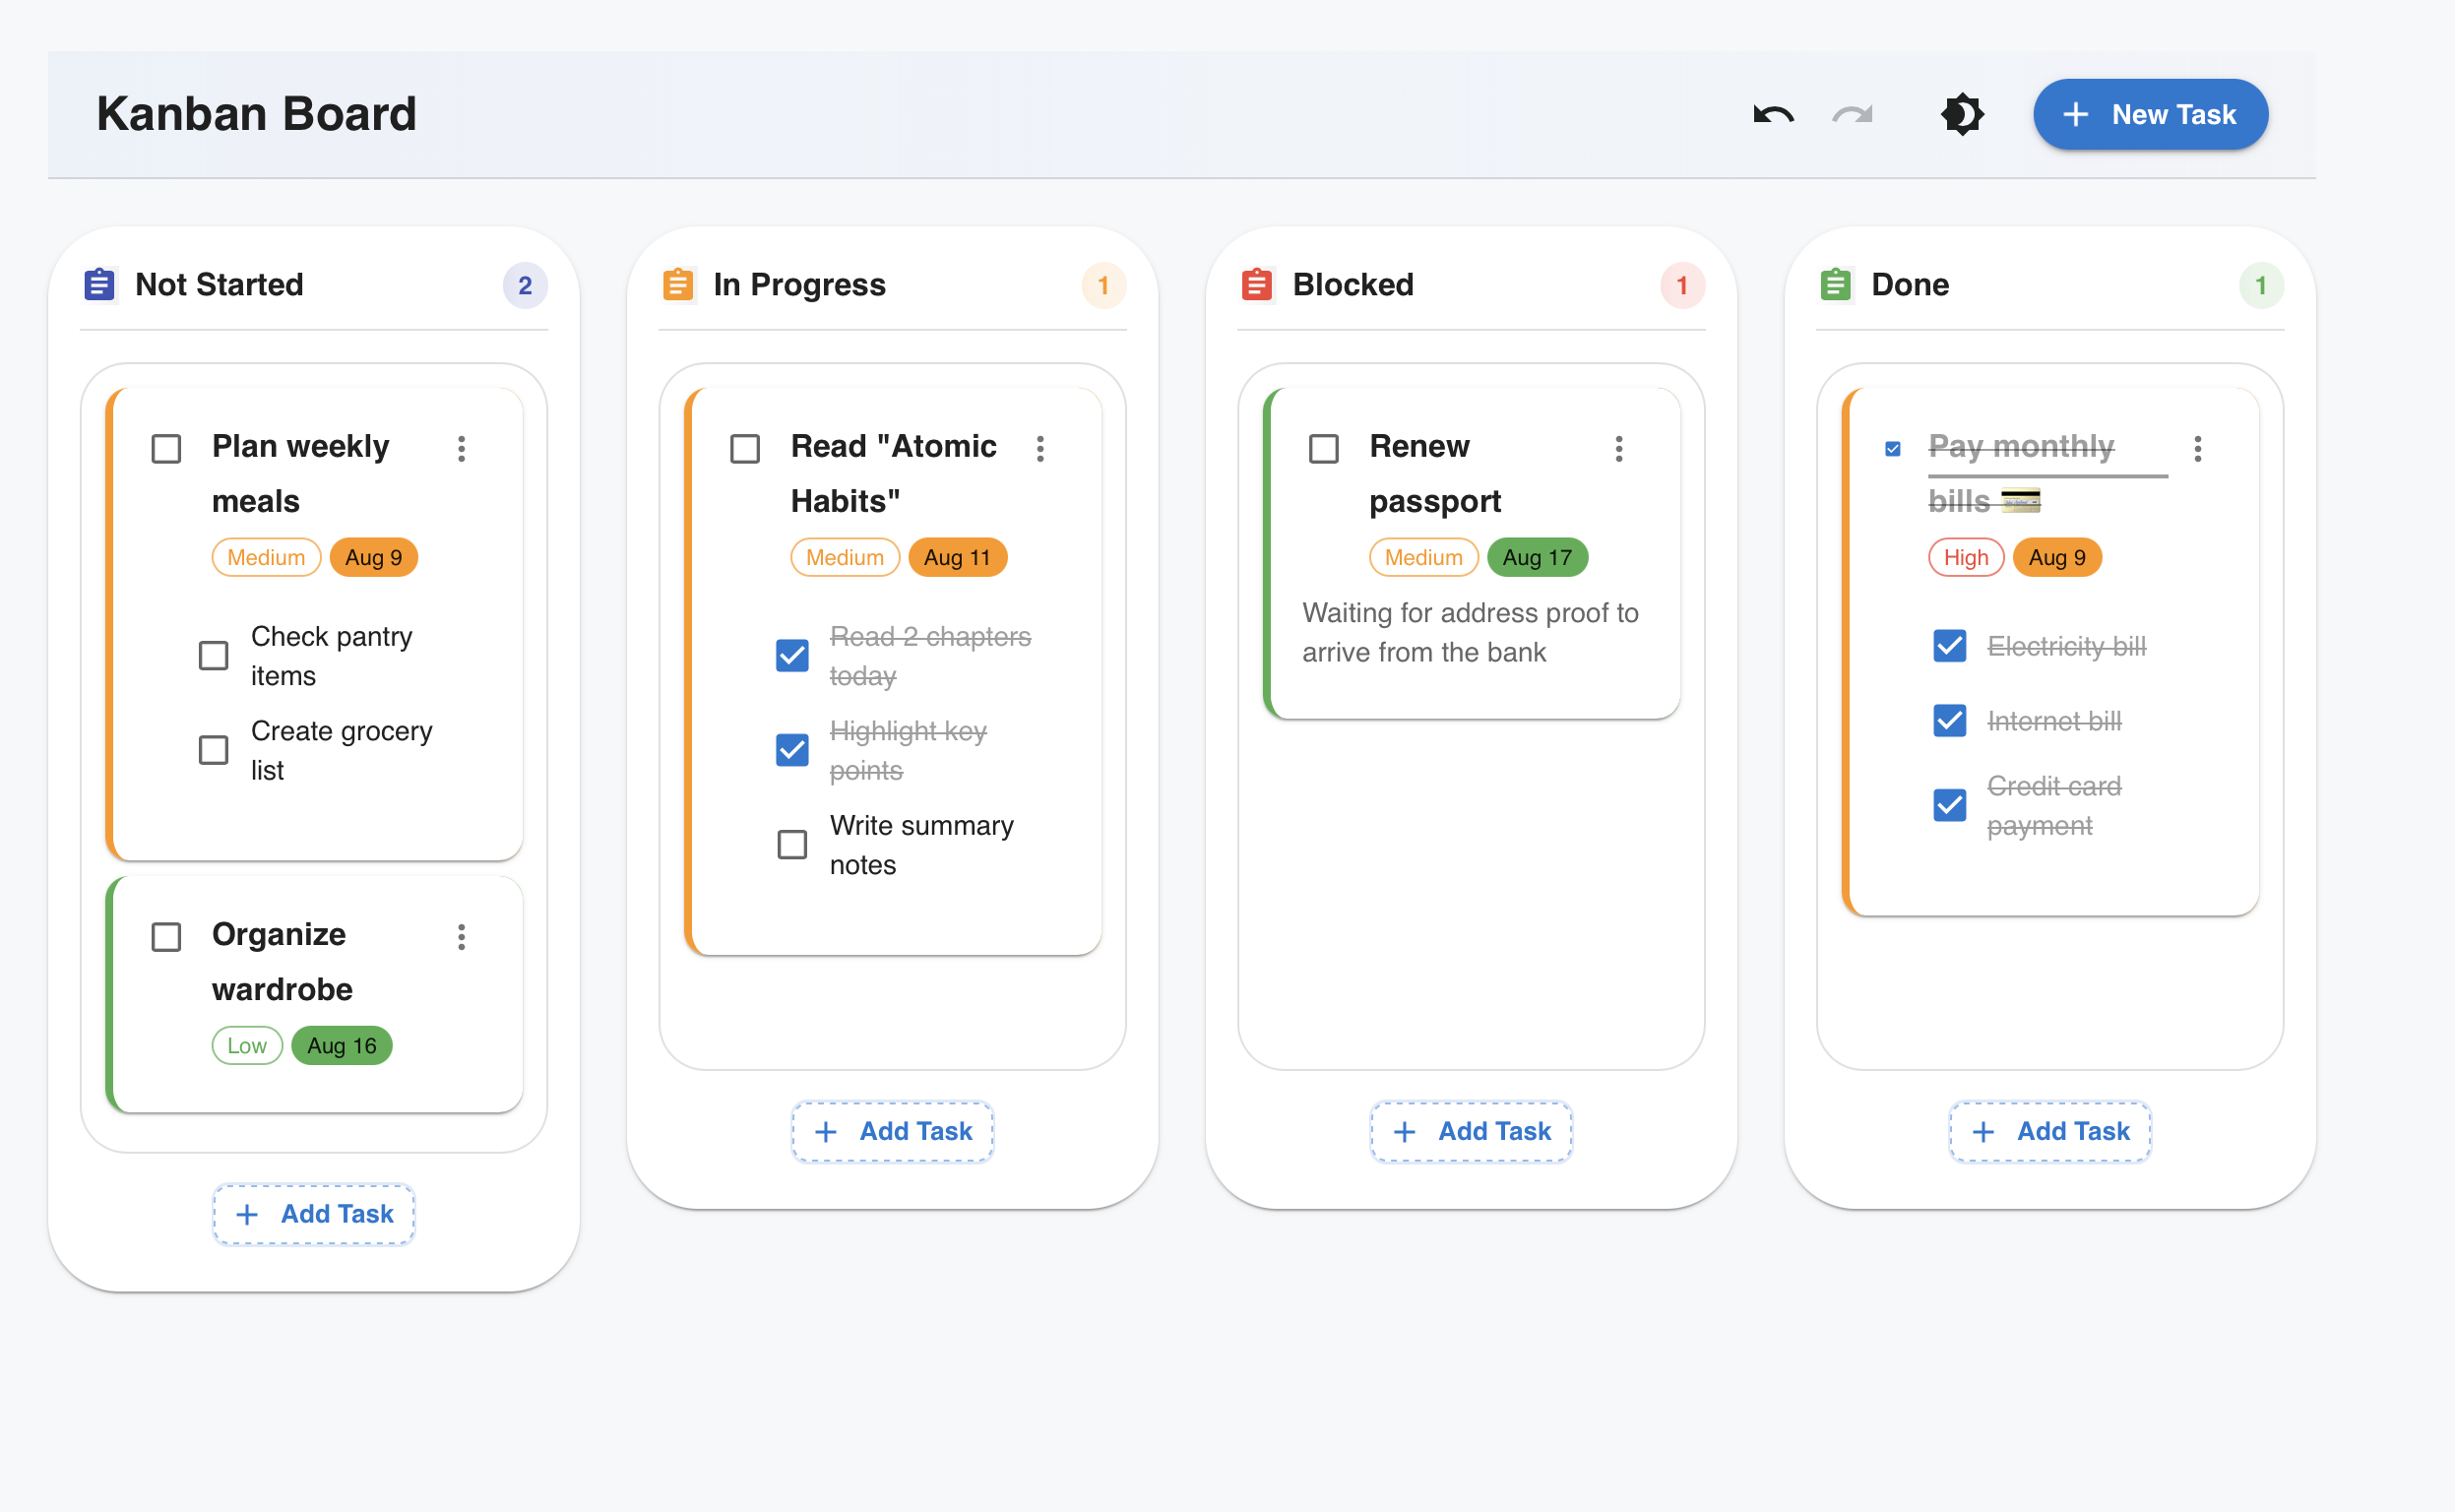 Kanban Board
New Task
Not Started
2
Plan weekly
meals
Medium
Aug 9
Check pantry
items
Create grocery
list
Organize
wardrobe
Low
Aug 16
Add Task
In Progress
1
Read "Atomic
Habits"
Medium
Aug 11
Read 2 chapters
today
Highlight key
points
Write summary
notes
Add Task
Blocked
1
Renew
passport
Medium
Aug 17
Waiting for address proof to
arrive from the bank
Add Task
Done
1
Pay monthly
bills 💳
High
Aug 9
Electricity bill
Internet bill
Credit card
payment
Add Task